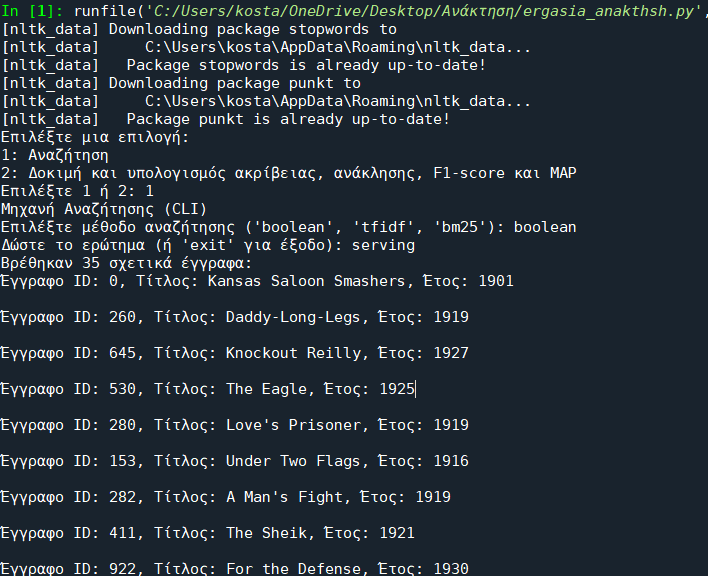 In [1]: runfile('C:/Users/kosta/OneDrive/Desktop/Ανάκτηση/ergasia_anakthsh.py',
[nltk_data] Downloading package stopwords to
[nltk_data]     C:\Users\kosta\AppData\Roaming\nltk_data...
[nltk_data]   Package stopwords is already up-to-date!
[nltk_data] Downloading package punkt to
[nltk_data]     C:\Users\kosta\AppData\Roaming\nltk_data...
[nltk_data]   Package punkt is already up-to-date!
Επιλέξτε μια επιλογή:
1: Αναζήτηση
2: Δοκιμή και υπολογισμός ακρίβειας, ανάκλησης, F1-score και MAP
Επιλέξτε 1 ή 2: 1
Μηχανή Αναζήτησης (CLI)
Επιλέξτε μέθοδο αναζήτησης ('boolean', 'tfidf', 'bm25'): boolean
Δώστε το ερώτημα (ή 'exit' για έξοδο): serving
Βρέθηκαν 35 σχετικά έγγραφα:
Έγγραφο ID: 0, Τίτλος: Kansas Saloon Smashers, Έτος: 1901
Έγγραφο ID: 260, Τίτλος: Daddy-Long-Legs, Έτος: 1919
Έγγραφο ID: 645, Τίτλος: Knockout Reilly, Έτος: 1927
Έγγραφο ID: 530, Τίτλος: The Eagle, Έτος: 1925
Έγγραφο ID: 280, Τίτλος: Love's Prisoner, Έτος: 1919
Έγγραφο ID: 153, Τίτλος: Under Two Flags, Έτος: 1916
Έγγραφο ID: 282, Τίτλος: A Man's Fight, Έτος: 1919
Έγγραφο ID: 411, Τίτλος: The Sheik, Έτος: 1921
Έγγραφο ID: 922, Τίτλος: For the Defense, Έτος: 1930